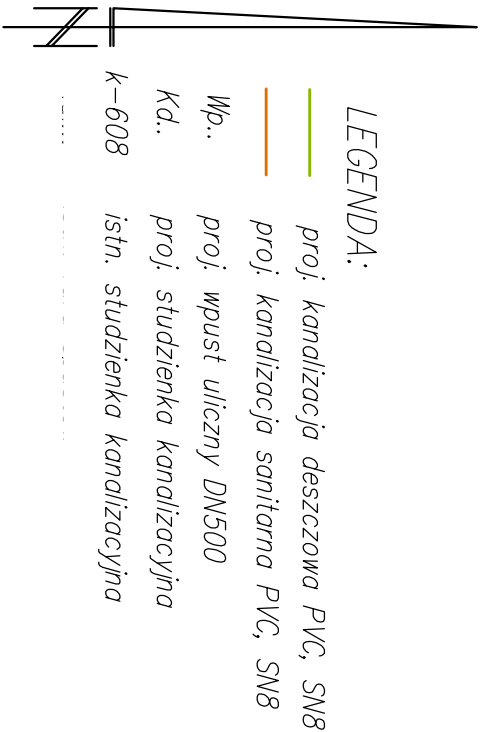 N
LEGENDA:
proj. kanalizacja deszczowa PVC, SN8
proj. kanalizacja sanitarna PVC, SN8
Wp.. proj. wpust uliczny DN500
Kd.. proj. studzienka kanalizacyjna
k-608 istn. studzienka kanalizacyjna